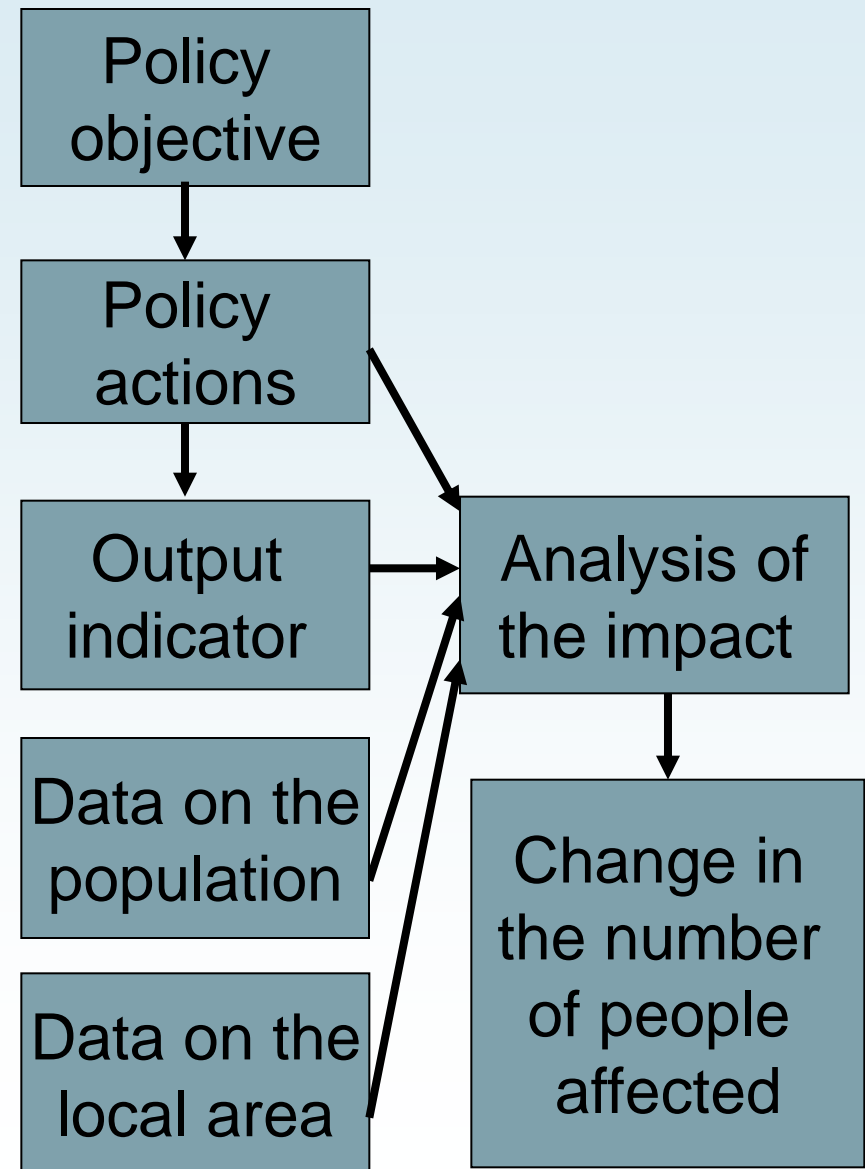 Policy
objective
Policy
actions
Output
indicator
Analysis of
the impact
Data on the
population
Change in
the number
of people
affected
Data on the
local area